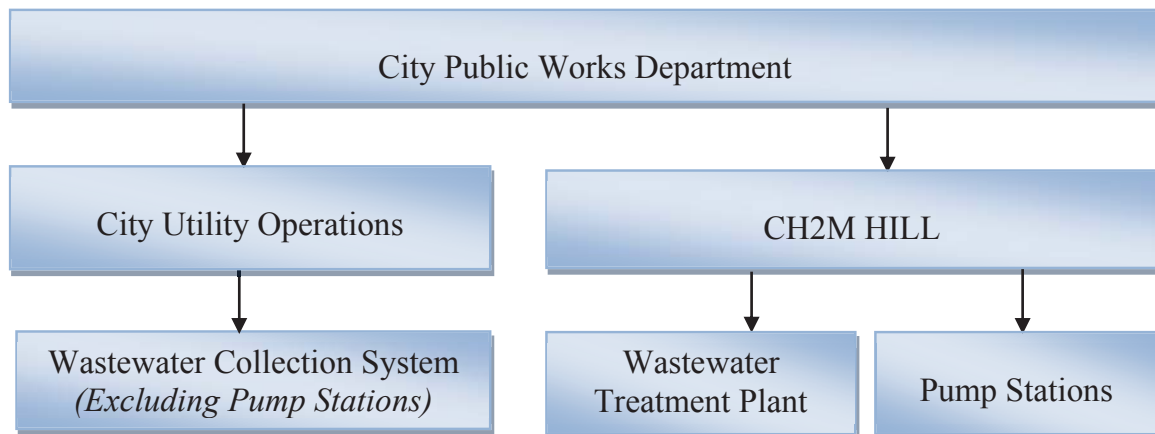 City Public Works Department
City Utility Operations
CH2M HILL
Wastewater Collection System
(Excluding Pump Stations)
Wastewater
Treatment Plant
Pump Stations